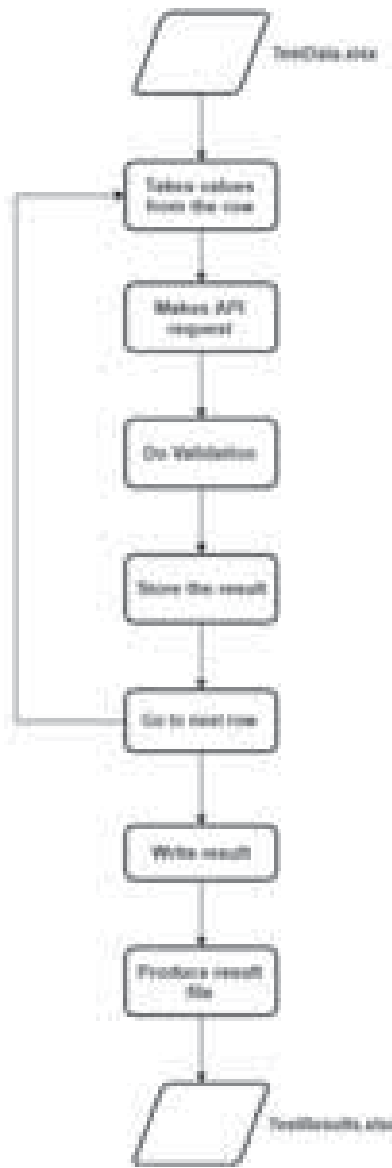 TestData.xlsx
Takes values
from the row
Makes API
request
Do Validation
Store the result
Go to next row
Write result
Produce result
file
TestResults.xlsx